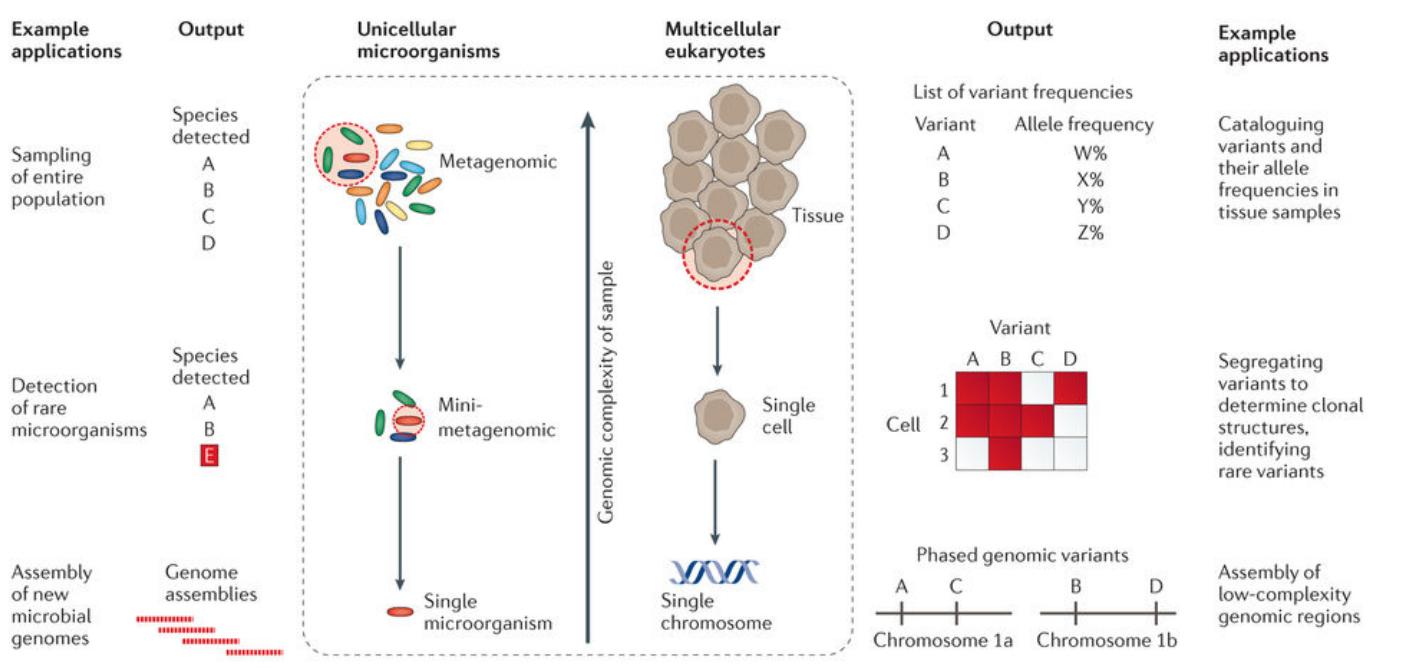 Example
applications
Output
Unicellular
microorganisms
Multicellular
eukaryotes
Output
Example
applications
Sampling
of entire
population
Species
detected
A
B
C
D
Metagenomic
Tissue
List of variant frequencies
Variant Allele frequency
A W%
B X%
C Y%
D Z%
Cataloguing
variants and
their allele
frequencies in
tissue samples
Genomic complexity of sample
Detection
of rare
microorganisms
Species
detected
A
B
E
Mini-
metagenomic
Single
cell
Variant
A B C D
Cell
1
2
3
Segregating
variants to
determine clonal
structures,
identifying
rare variants
Assembly
of new
microbial
genomes
Genome
assemblies
Single
microorganism
Single
chromosome
Phased genomic variants
A C B D
Chromosome 1a Chromosome 1b
Assembly of
low-complexity
genomic regions